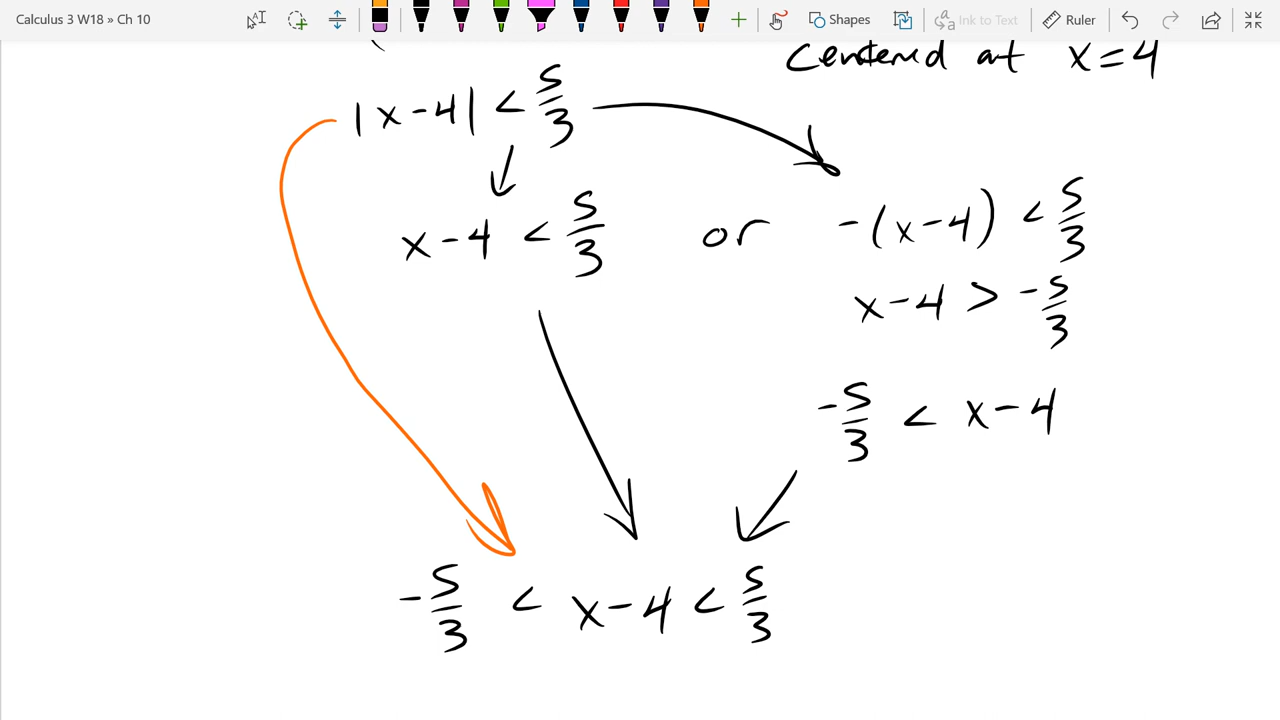 Calculus 3 W18 » Ch 10
Shapes
Ink to Text
Ruler
Centered at x=4
|x-4| < 5/3
x-4 < 5/3 or -(x-4) < 5/3
x-4 > -5/3
-5/3 < x-4
-5/3 < x-4 < 5/3